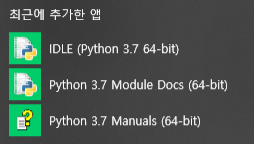 최근에 추가한 앱
IDLE (Python 3.7 64-bit)
Python 3.7 Module Docs (64-bit)
Python 3.7 Manuals (64-bit)